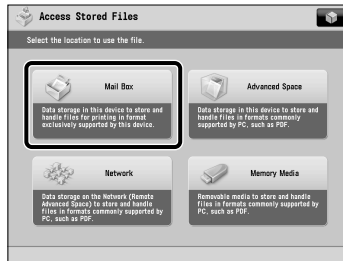 Access Stored Files
Select the location to use the file.
Mail Box
Data storage in this device to store and
handle files for printing in format
exclusively supported by this device.
Advanced Space
Data storage in this device to store and
handle files in formats commonly
supported by PC, such as PDF.
Network
Data storage on the Network (Remote
Advanced Space) to store and handle
files in formats commonly supported by
PC, such as PDF.
Memory Media
Removable media to store and handle
files in formats commonly supported by
PC, such as PDF.